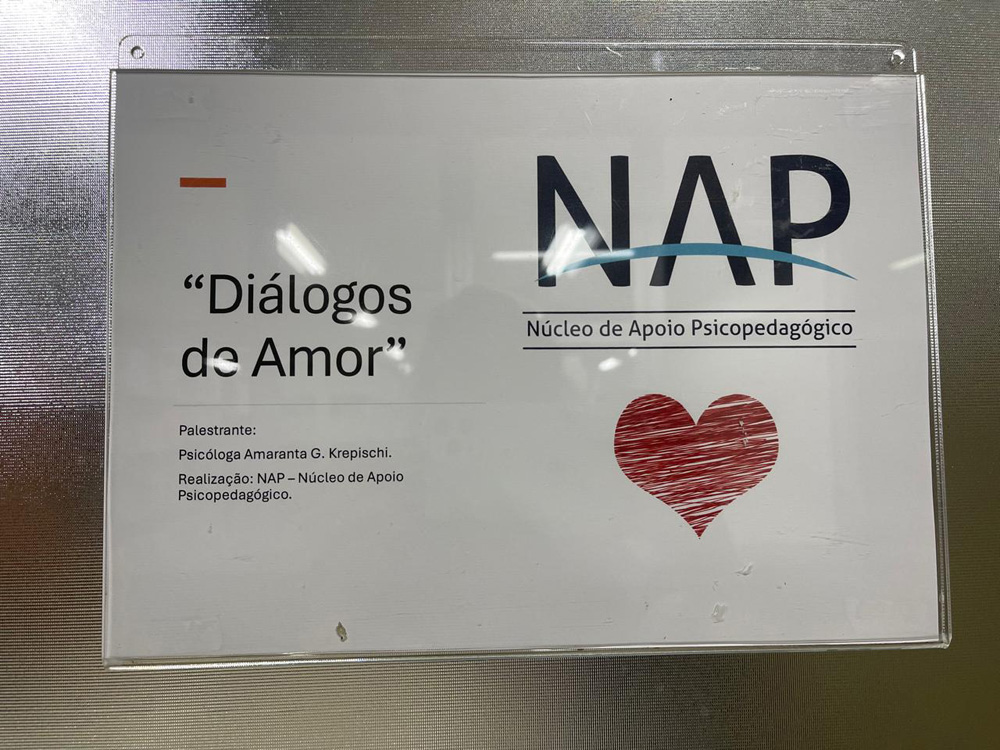 “Diálogos
de Amor”
Palestrante:
Psicóloga Amaranta G. Krepischi.
Realização: NAP – Núcleo de Apoio
Psicopedagógico.
NAP
Núcleo de Apoio Psicopedagógico